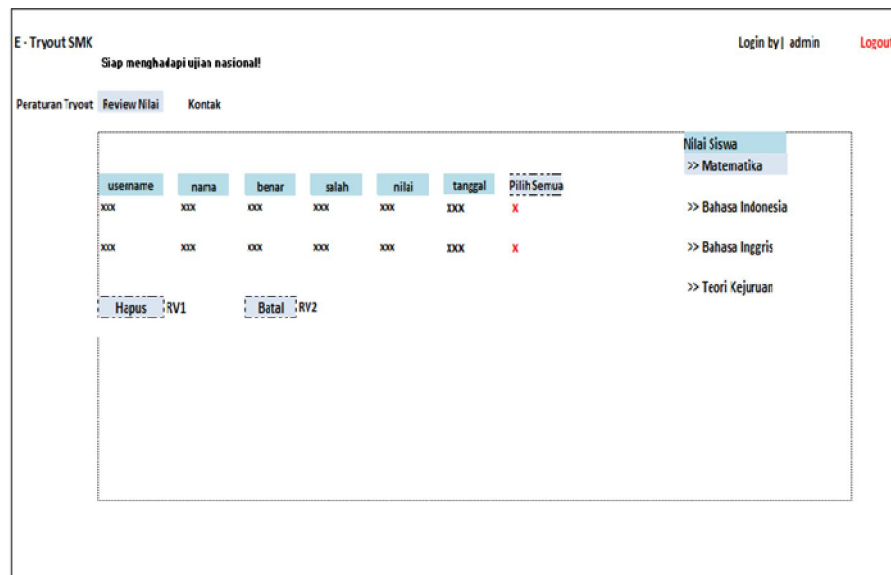 E - Tryout SMK Login by | admin Logout
Siap menghadapi ujian nasional!
Peraturan Tryout Review Nilai Kontak
Nilai Siswa
>> Matematika
username nama benar salah nilai tanggal Pilih Semua
xxx xxx xxx xxx xxx xxx x
>> Bahasa Indonesia
xxx xxx xxx xxx xxx xxx x
>> Bahasa Inggris
>> Teori Kejuruan
Hapus RV1 Batal RV2